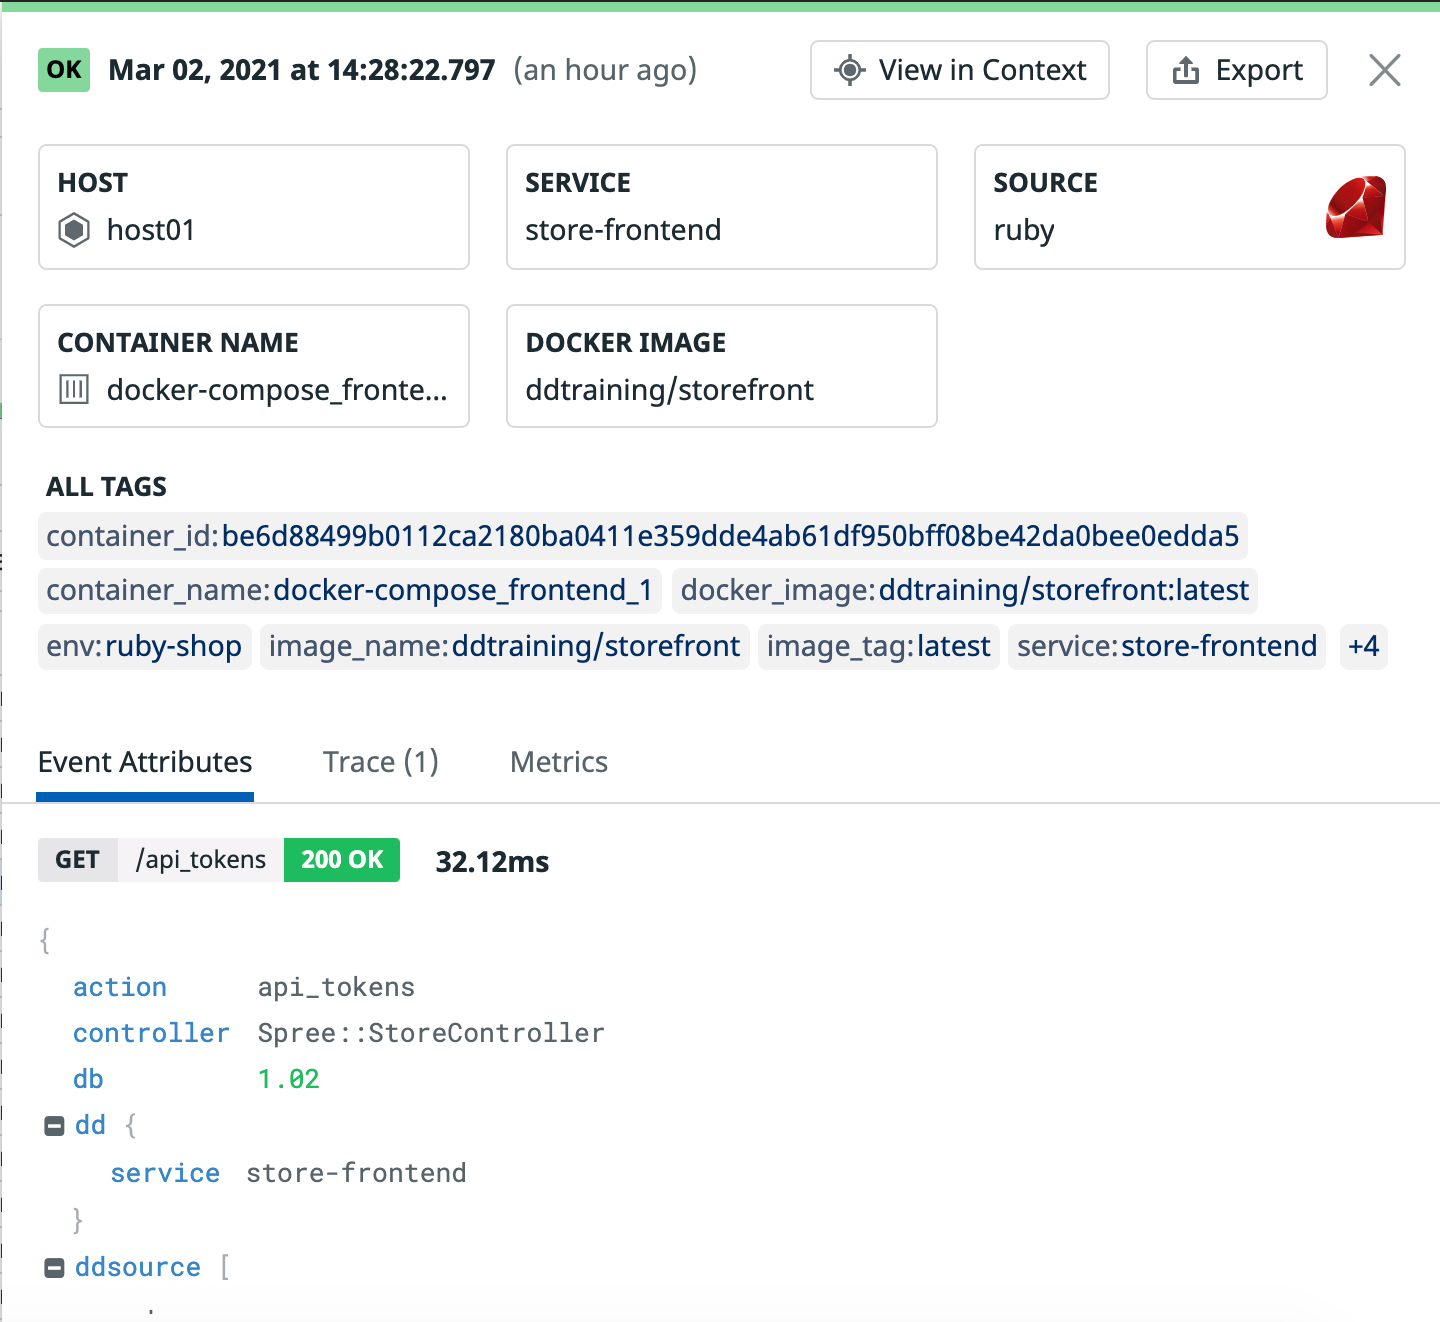 OK Mar 02, 2021 at 14:28:22.797 (an hour ago) View in Context Export
HOST
host01
SERVICE
store-frontend
SOURCE
ruby
CONTAINER NAME
docker-compose_fronte...
DOCKER IMAGE
ddtraining/storefront
ALL TAGS
container_id:be6d88499b0112ca2180ba0411e359dde4ab61df950bff08be42da0bee0edda5
container_name:docker-compose_frontend_1 docker_image:ddtraining/storefront:latest
env:ruby-shop image_name:ddtraining/storefront image_tag:latest service:store-frontend +4
Event Attributes Trace (1) Metrics
GET /api_tokens 200 OK 32.12ms
{
action api_tokens
controller Spree::StoreController
db 1.02
dd {
service store-frontend
}
ddsource [